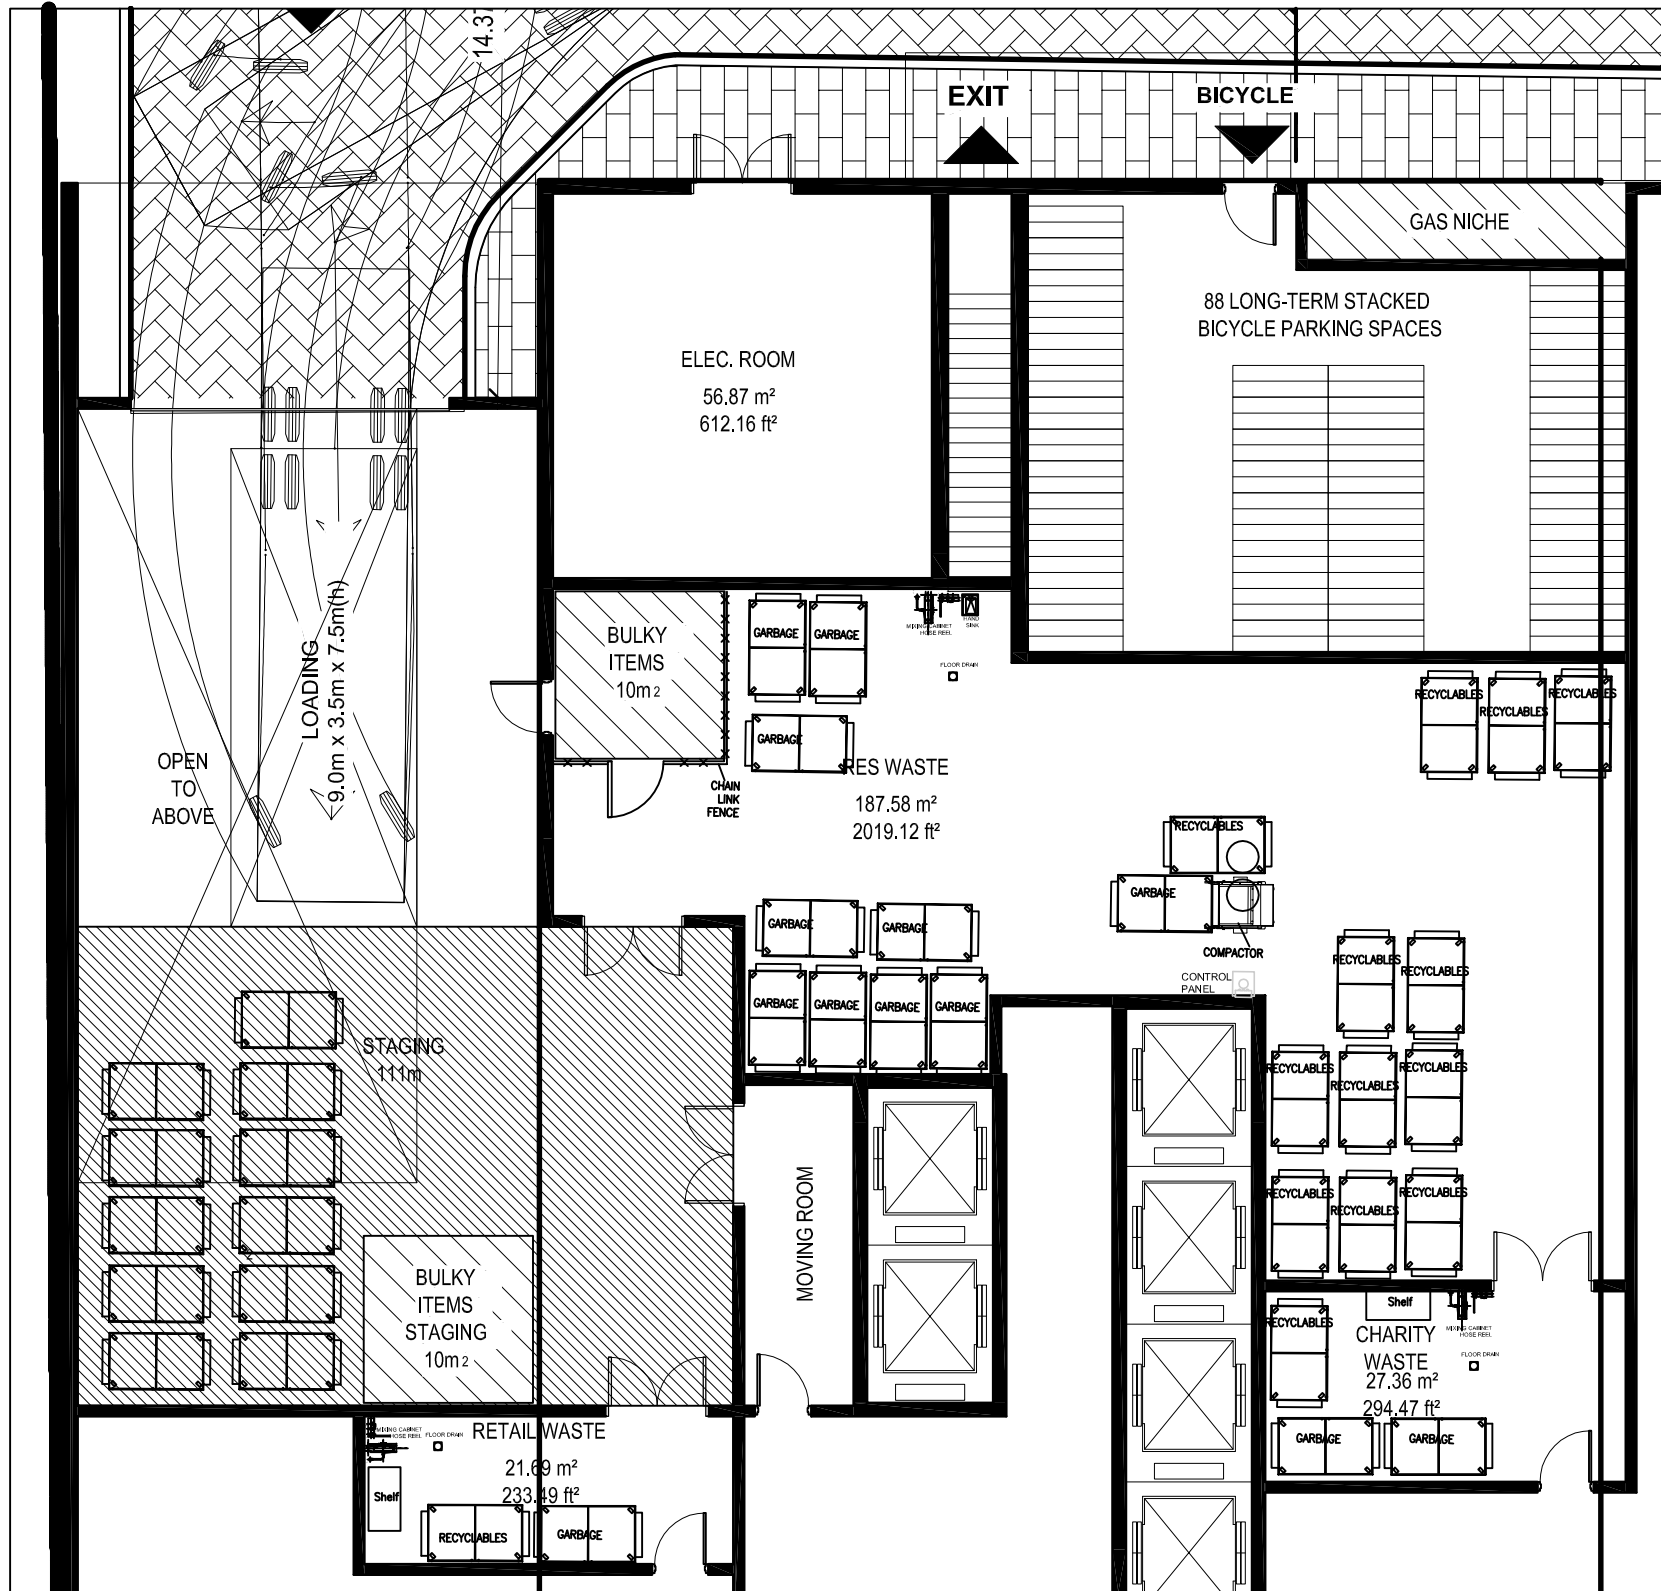 14.37
EXIT
BICYCLE
GAS NICHE
88 LONG-TERM STACKED
BICYCLE PARKING SPACES
ELEC. ROOM
56.87 m²
612.16 ft²
LOADING
9.0m x 3.5m x 7.5m(h)
OPEN
TO
ABOVE
BULKY
ITEMS
10m2
CHAIN
LINK
FENCE
GARBAGE
GARBAGE
GARBAGE
MIXING CABINET
HOSE REEL
HAND
SINK
FLOOR DRAIN
RES WASTE
187.58 m²
2019.12 ft²
RECYCLABLES
RECYCLABLES
RECYCLABLES
RECYCLABLES
GARBAGE
COMPACTOR
CONTROL
PANEL
GARBAGE
GARBAGE
GARBAGE
GARBAGE
GARBAGE
GARBAGE
RECYCLABLES
RECYCLABLES
RECYCLABLES
RECYCLABLES
RECYCLABLES
RECYCLABLES
RECYCLABLES
RECYCLABLES
STAGING
111m
BULKY
ITEMS
STAGING
10m2
MOVING ROOM
RECYCLABLES
Shelf
MIXING CABINET
HOSE REEL
FLOOR DRAIN
CHARITY
WASTE
27.36 m²
294.47 ft²
GARBAGE
GARBAGE
MIXING CABINET
HOSE REEL
FLOOR DRAIN
RETAIL WASTE
21.69 m²
233.49 ft²
Shelf
RECYCLABLES
GARBAGE